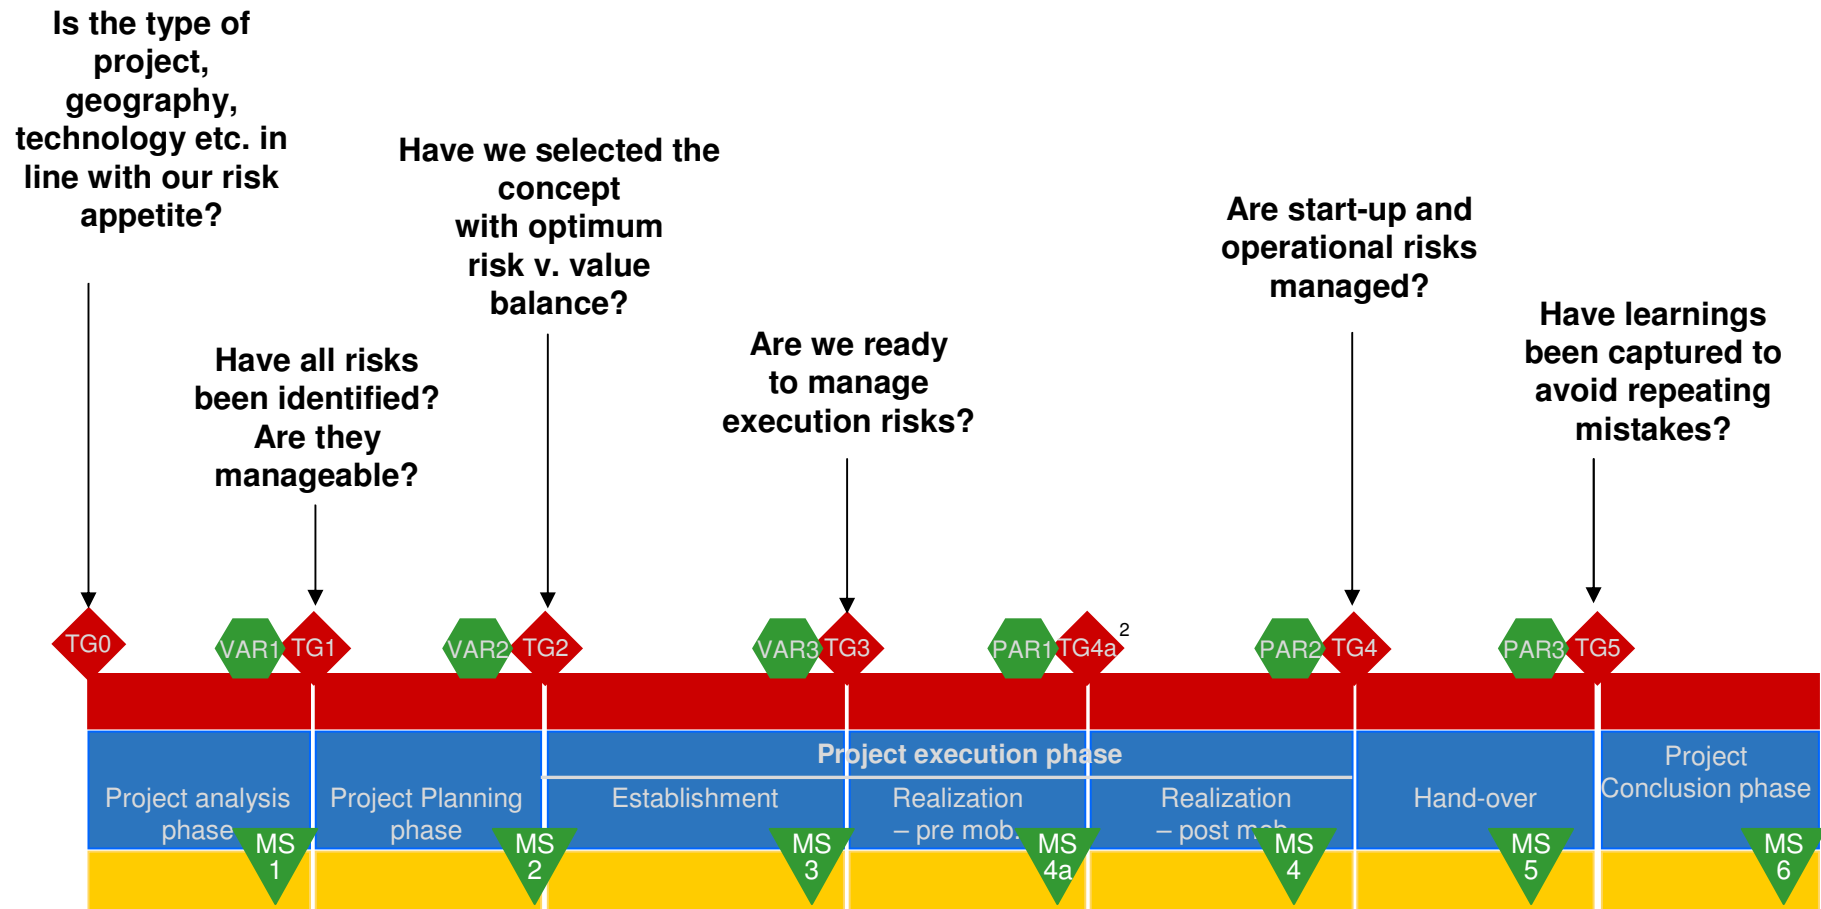 Is the type of
project,
geography,
technology etc. in
line with our risk
appetite?
Have all risks
been identified?
Are they
manageable?
Have we selected the
concept
with optimum
risk v. value
balance?
Are we ready
to manage
execution risks?
Are start-up and
operational risks
managed?
Have learnings
been captured to
avoid repeating
mistakes?
TG0
VAR1
TG1
VAR2
TG2
VAR3
TG3
PAR1
TG4a
2
PAR2
TG4
PAR3
TG5
Project execution phase
Project analysis
phase
Project Planning
phase
Establishment
Realization
– pre mob.
Realization
– post mob
Hand-over
Project
Conclusion phase
MS
1
MS
2
MS
3
MS
4a
MS
4
MS
5
MS
6